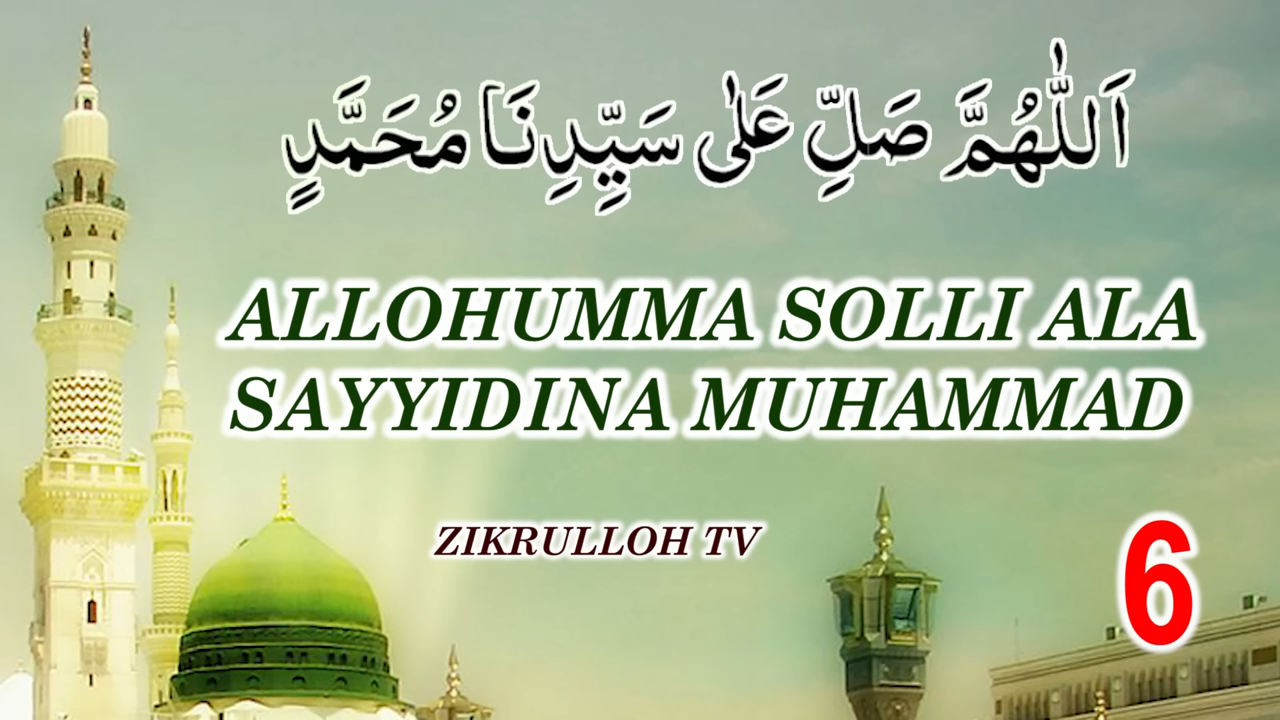 اَللّٰهُمَّ صَلِّ عَلٰى سَيِّدِنَا مُحَمَّدٍ
ALLOHUMMA SOLLI ALA
SAYYIDINA MUHAMMAD
ZIKRULLOH TV
6